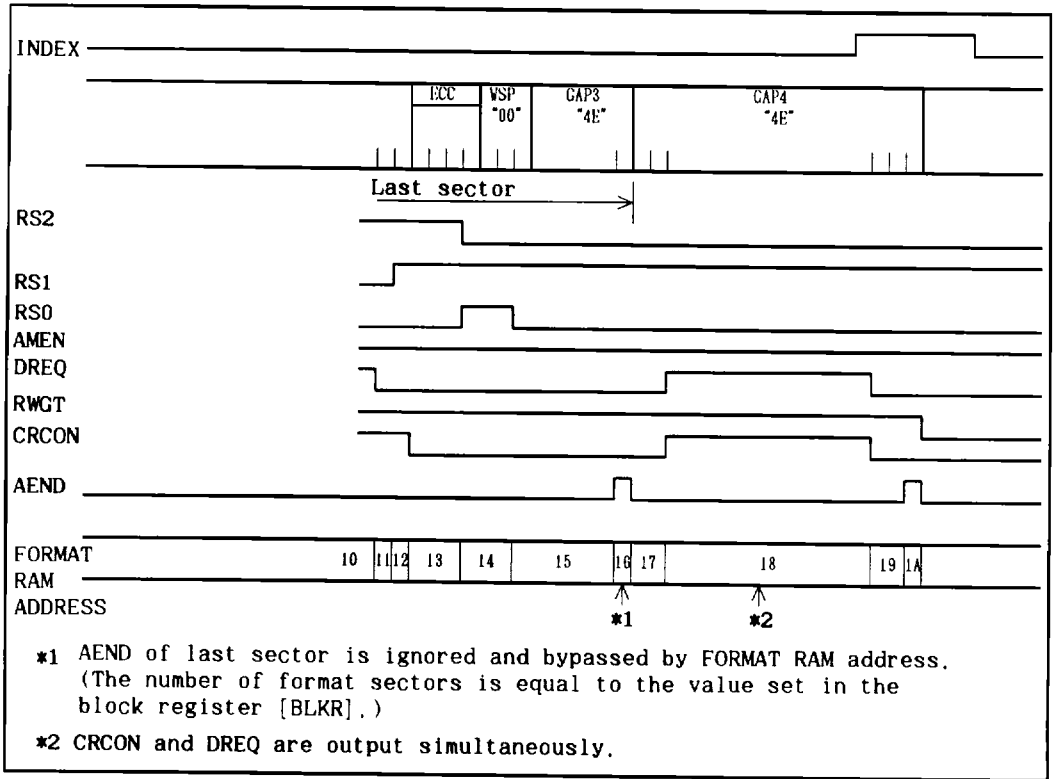 INDEX
ECC WSP GAP3 GAP4
"00" "4E" "4E"
Last sector
RS2
RS1
RS0
AMEN
DREQ
RWGT
CRCON
AEND
FORMAT 10 11 12 13 14 15 16 17 18 19 1A
RAM
ADDRESS *1 *2
*1 AEND of last sector is ignored and bypassed by FORMAT RAM address.
(The number of format sectors is equal to the value set in the
block register [BLKR].)
*2 CRCON and DREQ are output simultaneously.